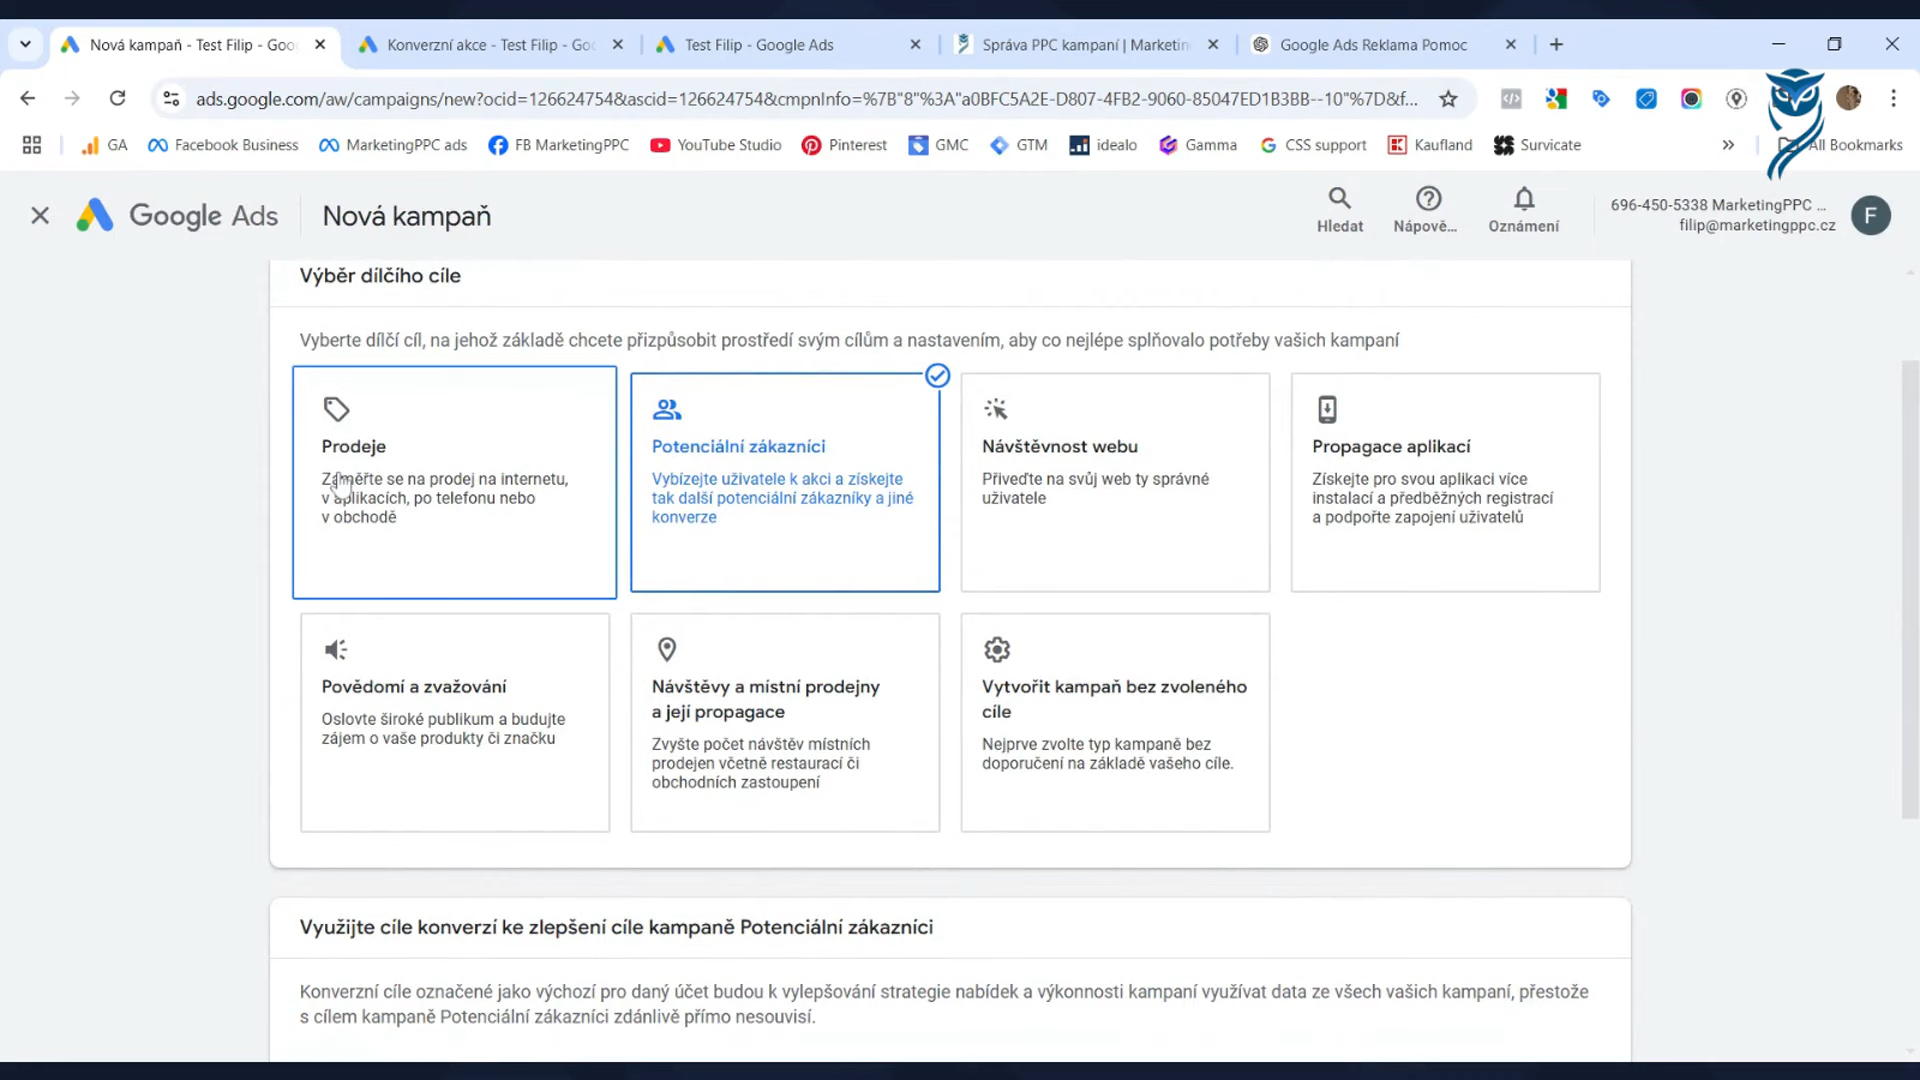 Nová kampaň - Test Filip - Goo
Konverzní akce - Test Filip - Goo
Test Filip - Google Ads
Správa PPC kampaní | Marketin
Google Ads Reklama Pomoc
ads.google.com/aw/campaigns/new?ocid=126624754&ascid=126624754&cmpnInfo=%7B"8"%3A"a0BFC5A2E-D807-4FB2-9060-85047ED1B3BB--10"%7D&f...
GA
Facebook Business
MarketingPPC ads
FB MarketingPPC
YouTube Studio
Pinterest
GMC
GTM
idealo
Gamma
CSS support
Kaufland
Survicate
All Bookmarks
Google Ads
Nová kampaň
Hledat
Nápově...
Oznámení
696-450-5338 MarketingPPC ...
filip@marketingppc.cz
F
Výběr dílčího cíle
Vyberte dílčí cíl, na jehož základě chcete přizpůsobit prostředí svým cílům a nastavením, aby co nejlépe splňovalo potřeby vašich kampaní
Prodeje
Zaměřte se na prodej na internetu,
v aplikacích, po telefonu nebo
v obchodě
Potenciální zákazníci
Vybízejte uživatele k akci a získejte
tak další potenciální zákazníky a jiné
konverze
Návštěvnost webu
Přiveďte na svůj web ty správné
uživatele
Propagace aplikací
Získejte pro svou aplikaci více
instalací a předběžných registrací
a podpořte zapojení uživatelů
Povědomí a zvažování
Oslovte široké publikum a budujte
zájem o vaše produkty či značku
Návštěvy a místní prodejny
a její propagace
Zvyšte počet návštěv místních
prodejen včetně restaurací či
obchodních zastoupení
Vytvořit kampaň bez zvoleného
cíle
Nejprve zvolte typ kampaně bez
doporučení na základě vašeho cíle.
Využijte cíle konverzí ke zlepšení cíle kampaně Potenciální zákazníci
Konverzní cíle označené jako výchozí pro daný účet budou k vylepšování strategie nabídek a výkonnosti kampaní využívat data ze všech vašich kampaní, přestože
s cílem kampaně Potenciální zákazníci zdánlivě přímo nesouvisí.